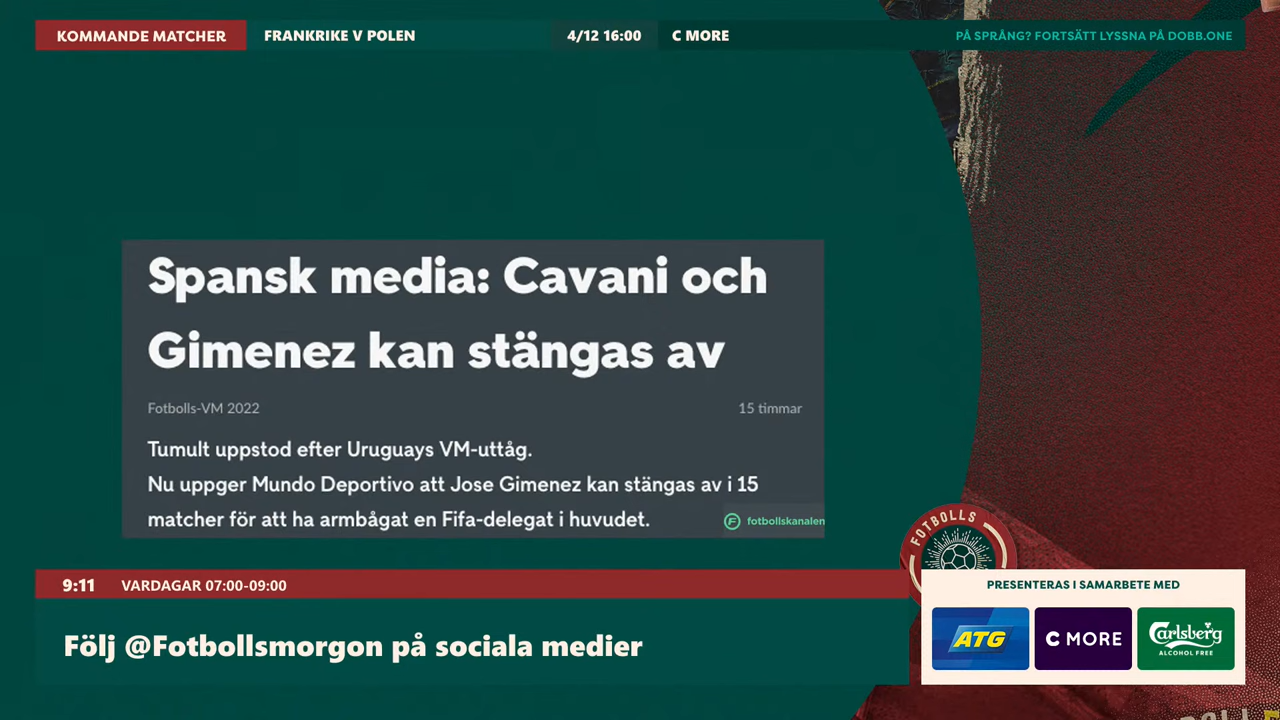 KOMMANDE MATCHER FRANKRIKE V POLEN 4/12 16:00 C MORE PÅ SPRÅNG? FORTSÄTT LYSSNA PÅ DOBB.ONE
Spansk media: Cavani och
Gimenez kan stängas av
Fotbolls-VM 2022 15 timmar
Tumult uppstod efter Uruguays VM-uttåg.
Nu uppger Mundo Deportivo att Jose Gimenez kan stängas av i 15
matcher för att ha armbågat en Fifa-delegat i huvudet.
fotbollskanalen
FOTBOLLS
9:11 VARDAGAR 07:00-09:00
PRESENTERAS I SAMARBETE MED
Följ @Fotbollsmorgon på sociala medier
ATG C MORE Carlsberg
ALCOHOL FREE